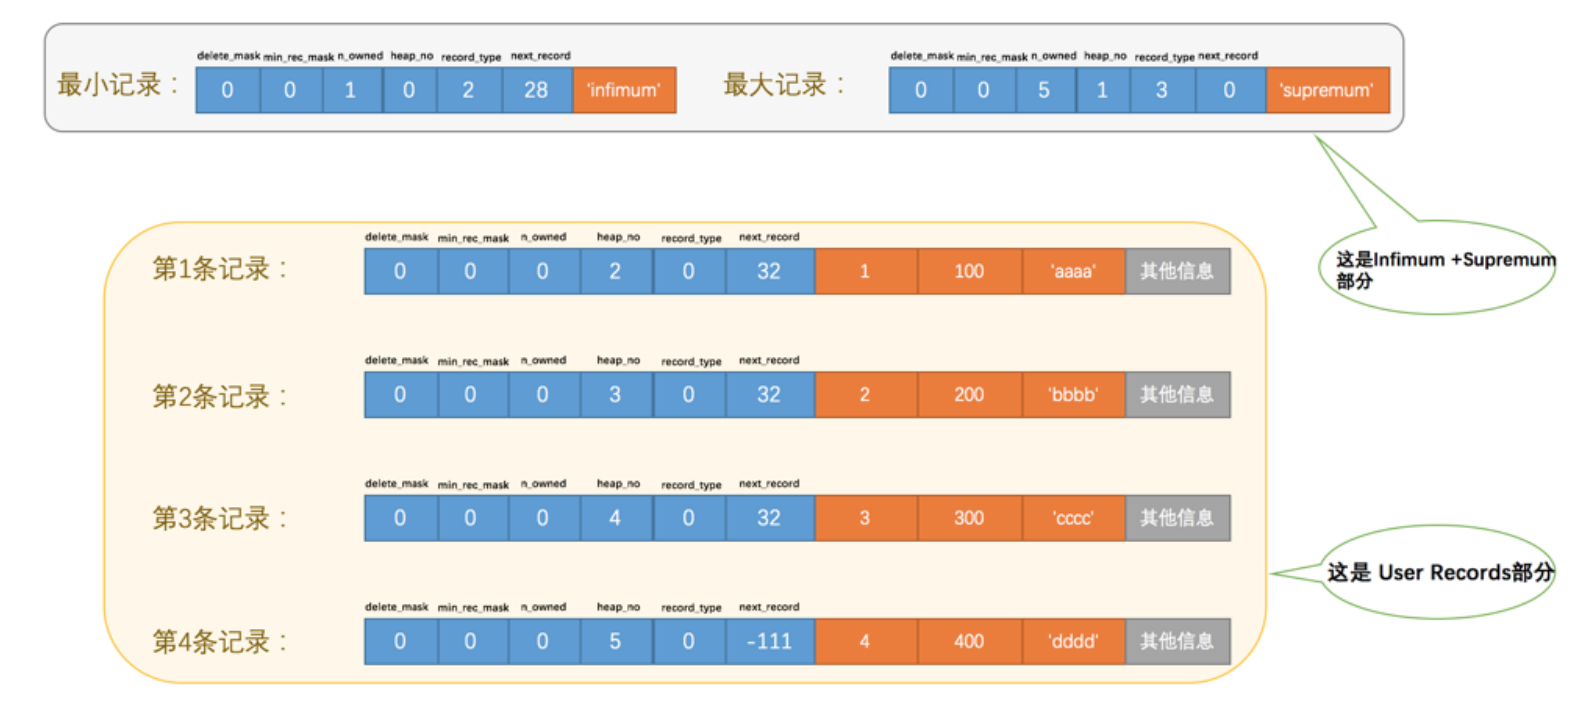 delete_mask min_rec_mask n_owned heap_no record_type next_record
最小记录： 0 0 1 0 2 28 'infimum'
delete_mask min_rec_mask n_owned heap_no record_type next_record
最大记录： 0 0 5 1 3 0 'supremum'
这是Infimum +Supremum
部分
delete_mask min_rec_mask n_owned heap_no record_type next_record
第1条记录： 0 0 0 2 0 32 1 100 'aaaa' 其他信息
delete_mask min_rec_mask n_owned heap_no record_type next_record
第2条记录： 0 0 0 3 0 32 2 200 'bbbb' 其他信息
delete_mask min_rec_mask n_owned heap_no record_type next_record
第3条记录： 0 0 0 4 0 32 3 300 'cccc' 其他信息
这是 User Records部分
delete_mask min_rec_mask n_owned heap_no record_type next_record
第4条记录： 0 0 0 5 0 -111 4 400 'dddd' 其他信息